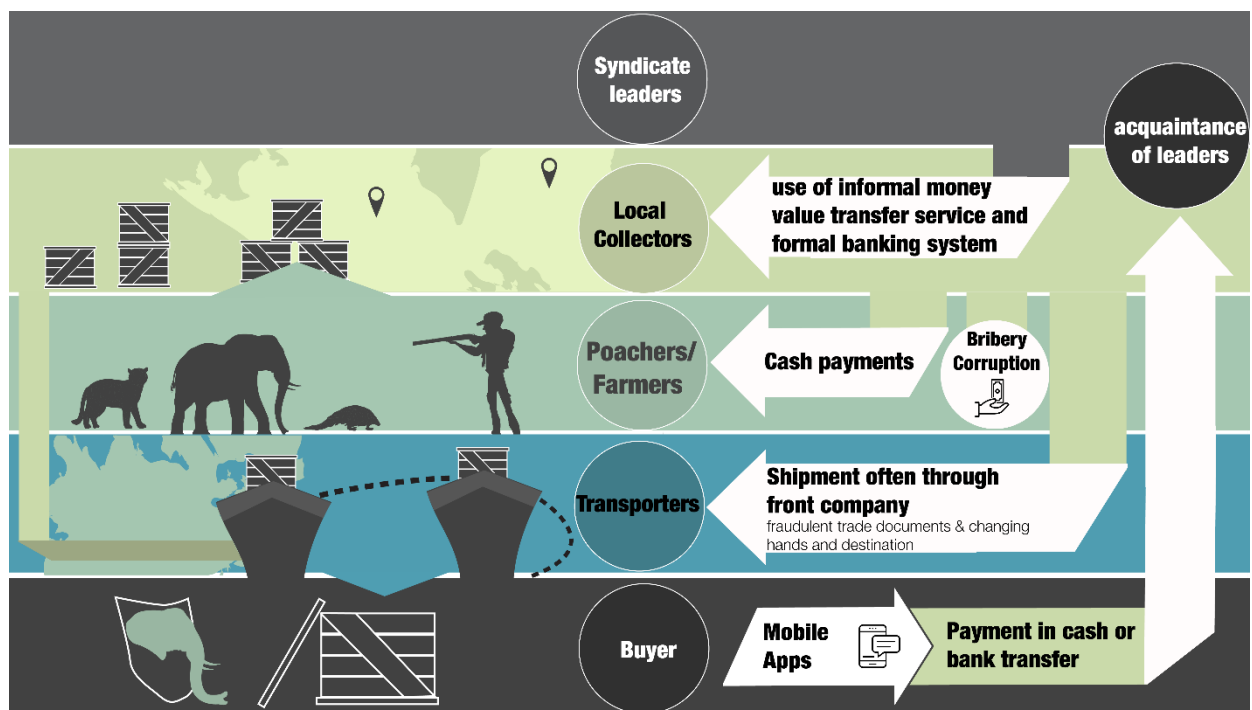 Syndicate
leaders
acquaintance
of leaders
Local
Collectors
use of informal money
value transfer service and
formal banking system
Poachers/
Farmers
Cash payments
Bribery
Corruption
Transporters
Shipment often through
front company
fraudulent trade documents & changing
hands and destination
Buyer
Mobile
Apps
Payment in cash or
bank transfer